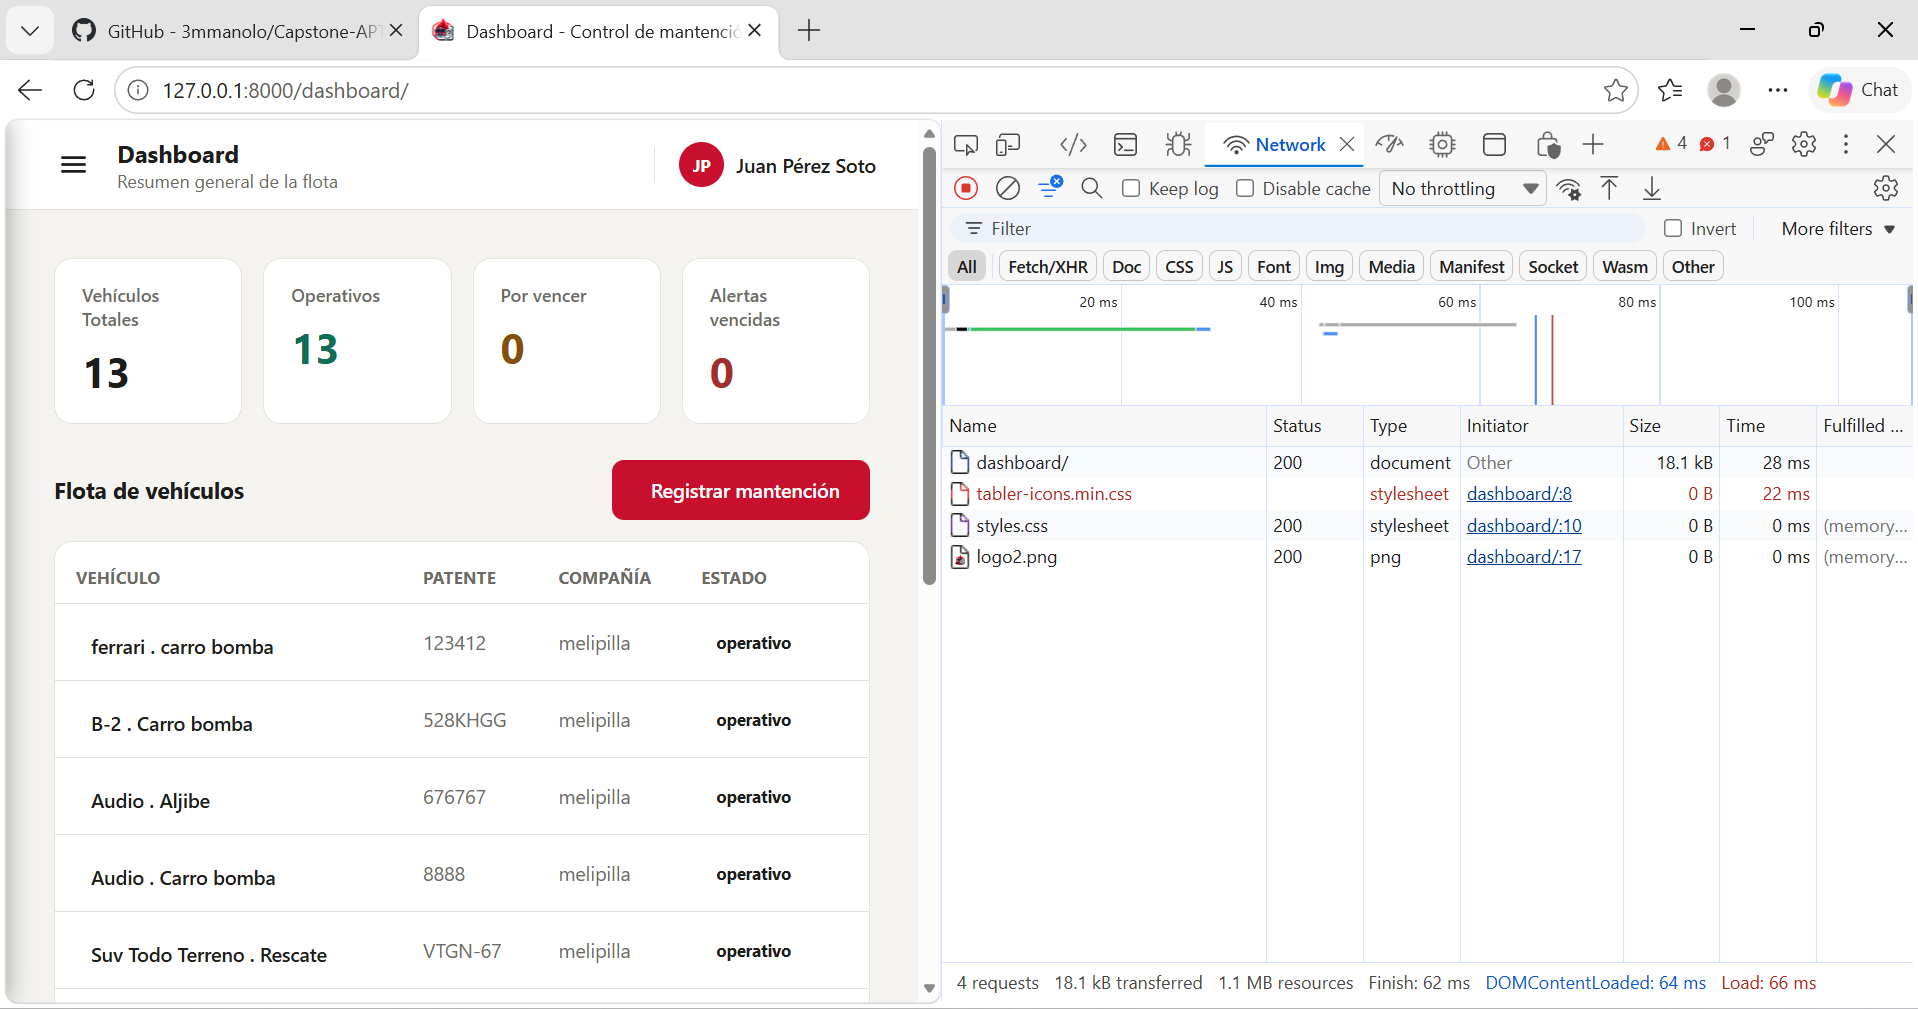 GitHub - 3mmanolo/Capstone-AP
Dashboard - Control de mantenci
127.0.0.1:8000/dashboard/
Chat
Dashboard
Resumen general de la flota
JP
Juan Pérez Soto
Vehículos
Totales
13
Operativos
13
Por vencer
0
Alertas
vencidas
0
Flota de vehículos
Registrar mantención
VEHÍCULO PATENTE COMPAÑÍA ESTADO
ferrari . carro bomba 123412 melipilla operativo
B-2 . Carro bomba 528KHGG melipilla operativo
Audio . Aljibe 676767 melipilla operativo
Audio . Carro bomba 8888 melipilla operativo
Suv Todo Terreno . Rescate VTGN-67 melipilla operativo
Network 4 1
Keep log Disable cache No throttling
Filter Invert More filters
All Fetch/XHR Doc CSS JS Font Img Media Manifest Socket Wasm Other
20 ms 40 ms 60 ms 80 ms 100 ms
Name Status Type Initiator Size Time Fulfilled ...
dashboard/ 200 document Other 18.1 kB 28 ms
tabler-icons.min.css stylesheet dashboard/:8 0 B 22 ms
styles.css 200 stylesheet dashboard/:10 0 B 0 ms (memory...
logo2.png 200 png dashboard/:17 0 B 0 ms (memory...
4 requests 18.1 kB transferred 1.1 MB resources Finish: 62 ms DOMContentLoaded: 64 ms Load: 66 ms